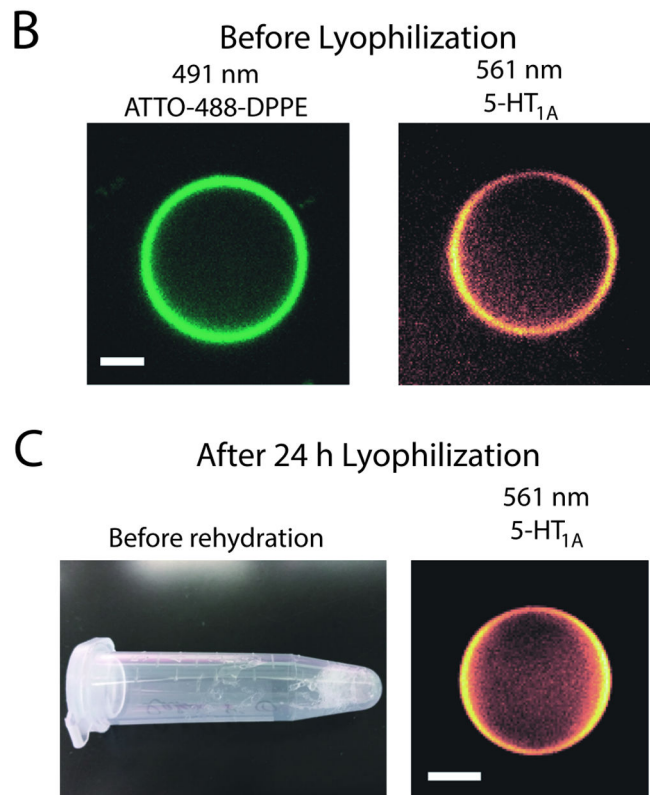 B
Before Lyophilization
491 nm
ATTO-488-DPPE
561 nm
5-HT1A
C
After 24 h Lyophilization
Before rehydration
561 nm
5-HT1A